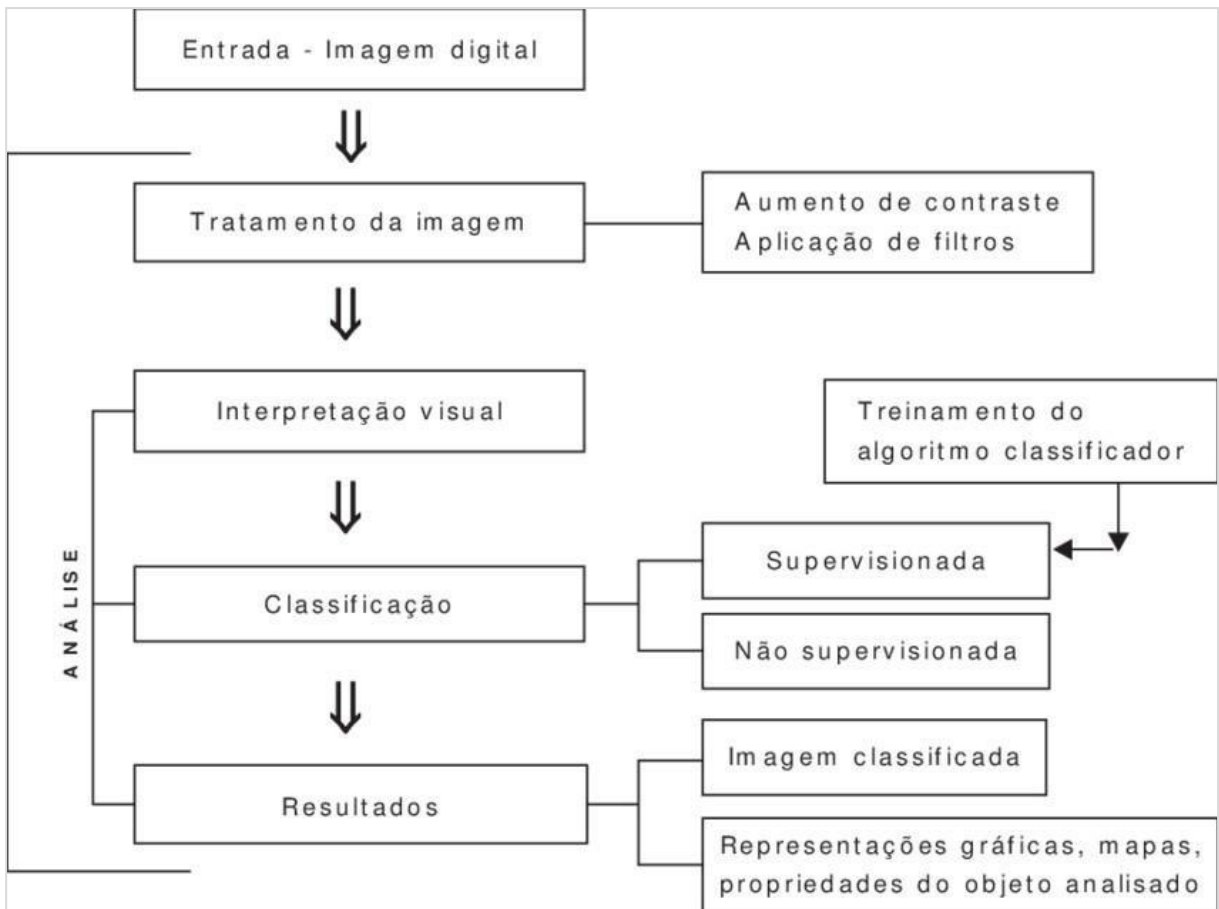 Entrada - Imagem digital
Tratamento da imagem
Aumento de contraste
Aplicação de filtros
Interpretação visual
Treinamento do
algoritmo classificador
ANÁLISE
Classificação
Supervisionada
Não supervisionada
Resultados
Imagem classificada
Representações gráficas, mapas,
propriedades do objeto analisado